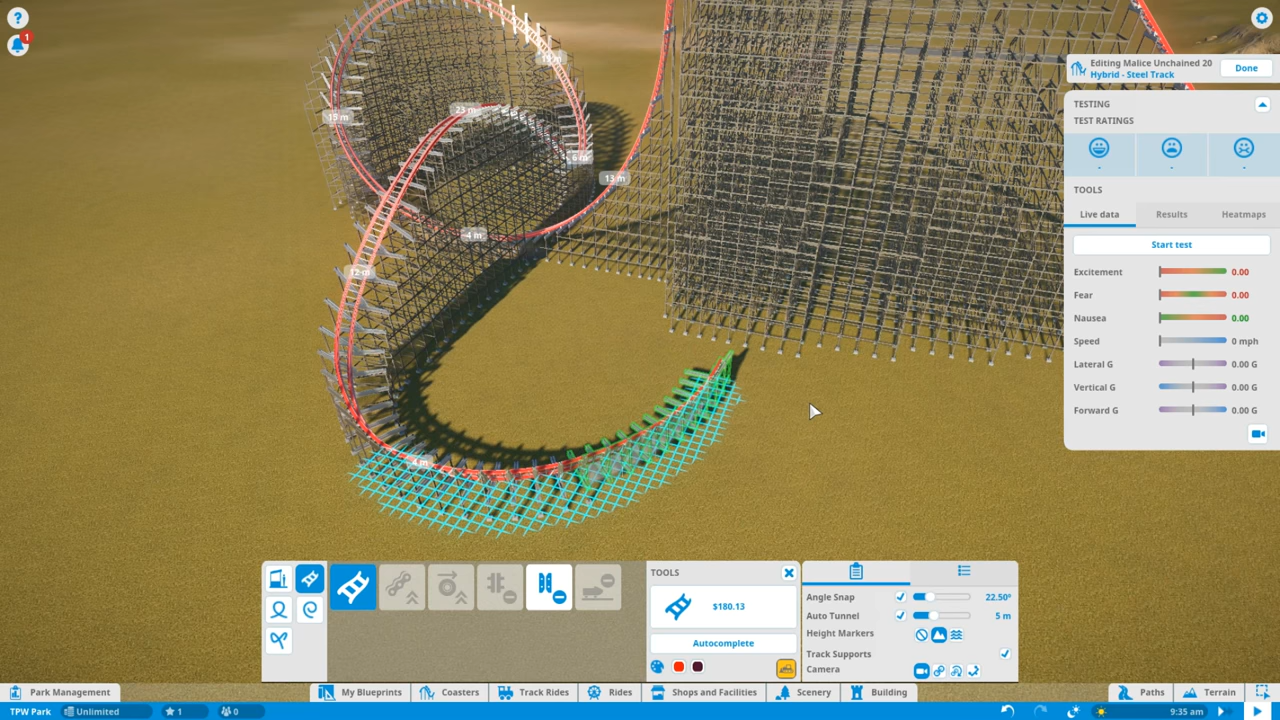 ?
1
19 m
23 m
15 m
6 m
13 m
-4 m
12 m
4 m
Editing Malice Unchained 20
Hybrid - Steel Track
Done
TESTING
TEST RATINGS
- - -
TOOLS
Live data Results Heatmaps
Start test
Excitement 0.00
Fear 0.00
Nausea 0.00
Speed 0 mph
Lateral G 0.00 G
Vertical G 0.00 G
Forward G 0.00 G
TOOLS
$180.13
Autocomplete
Angle Snap 22.50°
Auto Tunnel 5 m
Height Markers
Track Supports
Camera
Park Management My Blueprints Coasters Track Rides Rides Shops and Facilities Scenery Building Paths Terrain
TPW Park Unlimited 1 0 9:35 am